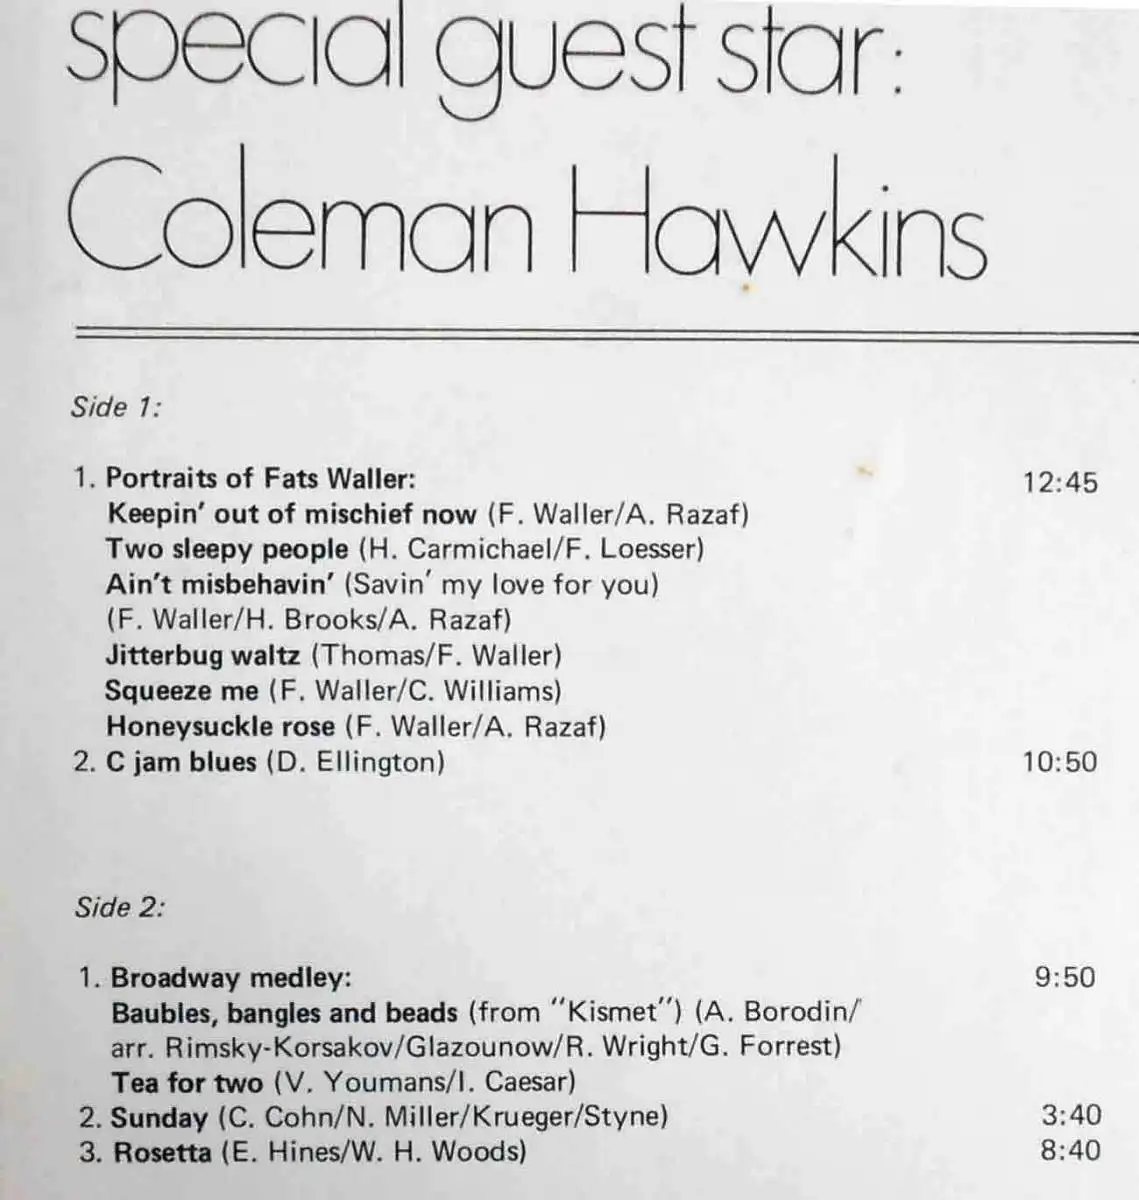 special guest star:
Coleman Hawkins
Side 1:
1. Portraits of Fats Waller: 12:45
Keepin' out of mischief now (F. Waller/A. Razaf)
Two sleepy people (H. Carmichael/F. Loesser)
Ain't misbehavin' (Savin' my love for you)
(F. Waller/H. Brooks/A. Razaf)
Jitterbug waltz (Thomas/F. Waller)
Squeeze me (F. Waller/C. Williams)
Honeysuckle rose (F. Waller/A. Razaf)
2. C jam blues (D. Ellington) 10:50
Side 2:
1. Broadway medley: 9:50
Baubles, bangles and beads (from "Kismet") (A. Borodin/
arr. Rimsky-Korsakov/Glazounow/R. Wright/G. Forrest)
Tea for two (V. Youmans/I. Caesar)
2. Sunday (C. Cohn/N. Miller/Krueger/Styne) 3:40
3. Rosetta (E. Hines/W. H. Woods) 8:40